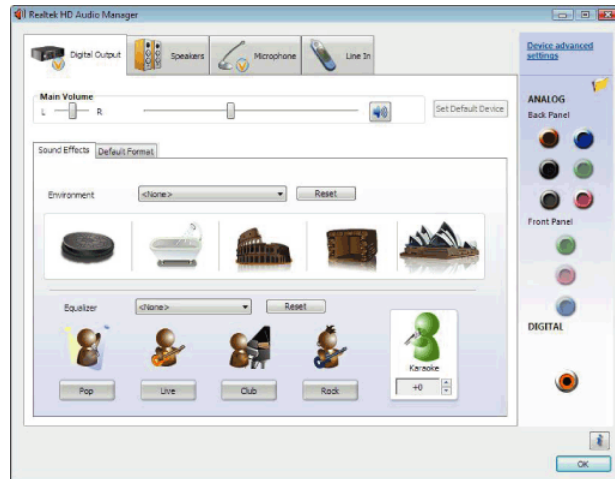 Realtek HD Audio Manager
Digital Output
Speakers
Microphone
Line In
Device advanced
settings
Main Volume
L
R
Set Default Device
ANALOG
Back Panel
Sound Effects
Default Format
Environment
<None>
Reset
Front Panel
Equalizer
<None>
Reset
DIGITAL
Karaoke
Pop
Live
Club
Rock
+0
i
OK